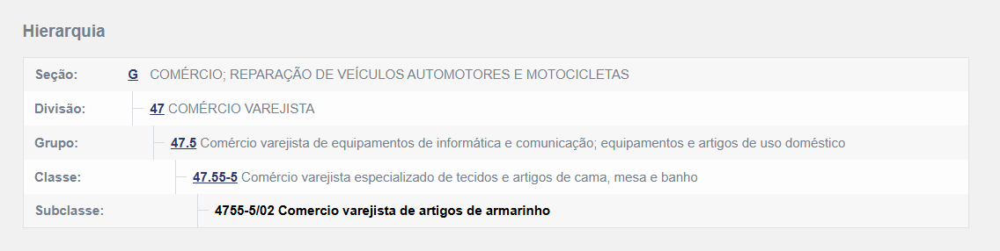 Hierarquia
Seção: G COMÉRCIO; REPARAÇÃO DE VEÍCULOS AUTOMOTORES E MOTOCICLETAS
Divisão: 47 COMÉRCIO VAREJISTA
Grupo: 47.5 Comércio varejista de equipamentos de informática e comunicação; equipamentos e artigos de uso doméstico
Classe: 47.55-5 Comércio varejista especializado de tecidos e artigos de cama, mesa e banho
Subclasse: 4755-5/02 Comercio varejista de artigos de armarinho